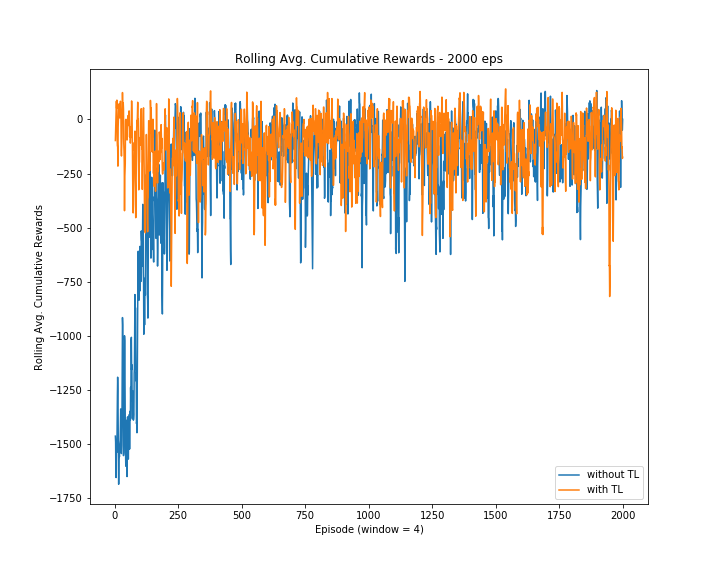 Rolling Avg. Cumulative Rewards - 2000 eps
Rolling Avg. Cumulative Rewards
0
−250
−500
−750
−1000
−1250
−1500
−1750
0 250 500 750 1000 1250 1500 1750 2000
Episode (window = 4)
without TL
with TL